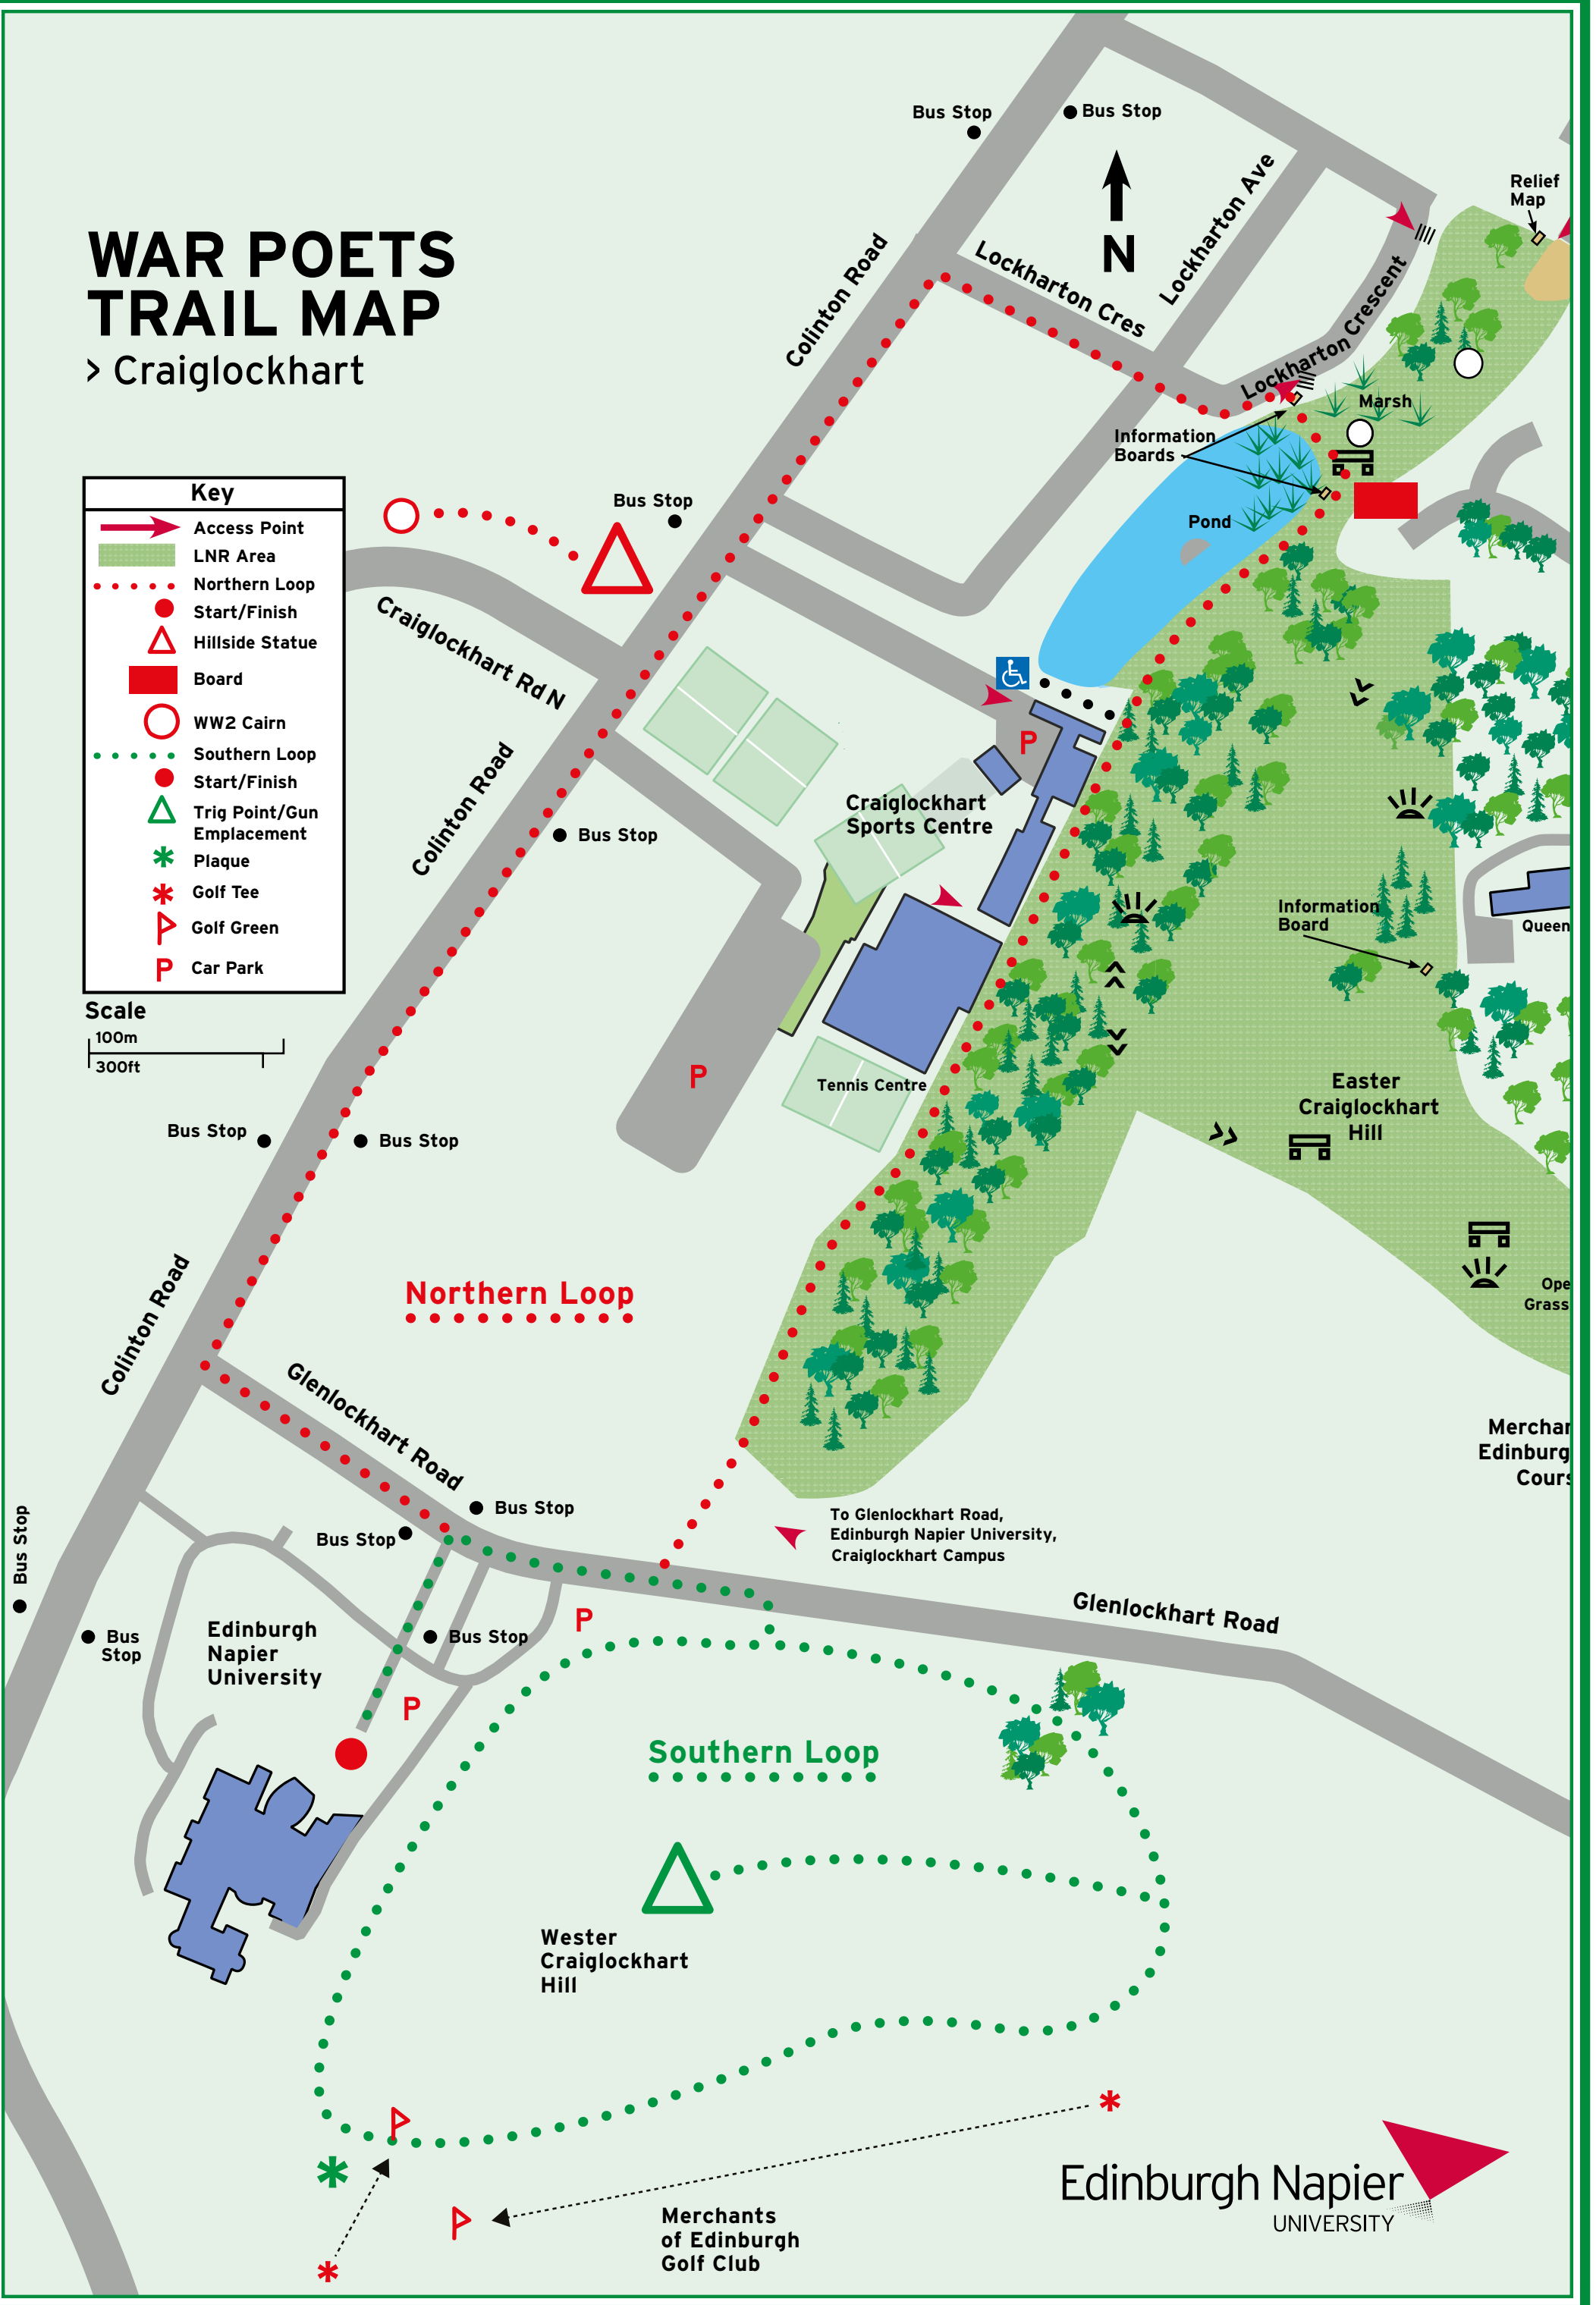 WAR POETS
TRAIL MAP
> Craiglockhart
Bus Stop
Bus Stop
N
Relief
Map
Colinton Road
Lockharton Cres
Lockharton Ave
Lockharton Crescent
Marsh
Information
Boards
Pond
Key
Access Point
LNR Area
Northern Loop
Start/Finish
Hillside Statue
Board
WW2 Cairn
Southern Loop
Start/Finish
Trig Point/Gun
Emplacement
Plaque
Golf Tee
Golf Green
P Car Park
Scale
100m
300ft
Bus Stop
Craiglockhart Rd N
Colinton Road
Bus Stop
P
Craiglockhart
Sports Centre
P
Tennis Centre
Information
Board
Queen
Easter
Craiglockhart
Hill
Ope
Grass
Merchan
Edinburg
Cours
Bus Stop
Bus Stop
Colinton Road
Northern Loop
Glenlockhart Road
Bus Stop
Bus Stop
To Glenlockhart Road,
Edinburgh Napier University,
Craiglockhart Campus
Bus Stop
Bus
Stop
Edinburgh
Napier
University
Bus Stop
P
P
Glenlockhart Road
Southern Loop
Wester
Craiglockhart
Hill
Merchants
of Edinburgh
Golf Club
Edinburgh Napier
UNIVERSITY